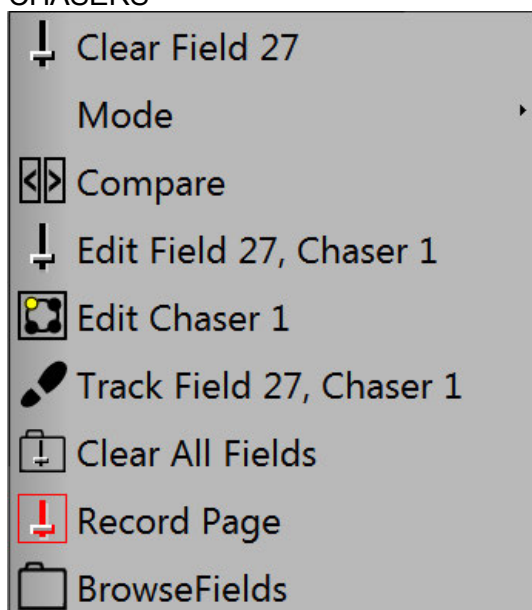 CHASERS
Clear Field 27
Mode
Compare
Edit Field 27, Chaser 1
Edit Chaser 1
Track Field 27, Chaser 1
Clear All Fields
Record Page
BrowseFields